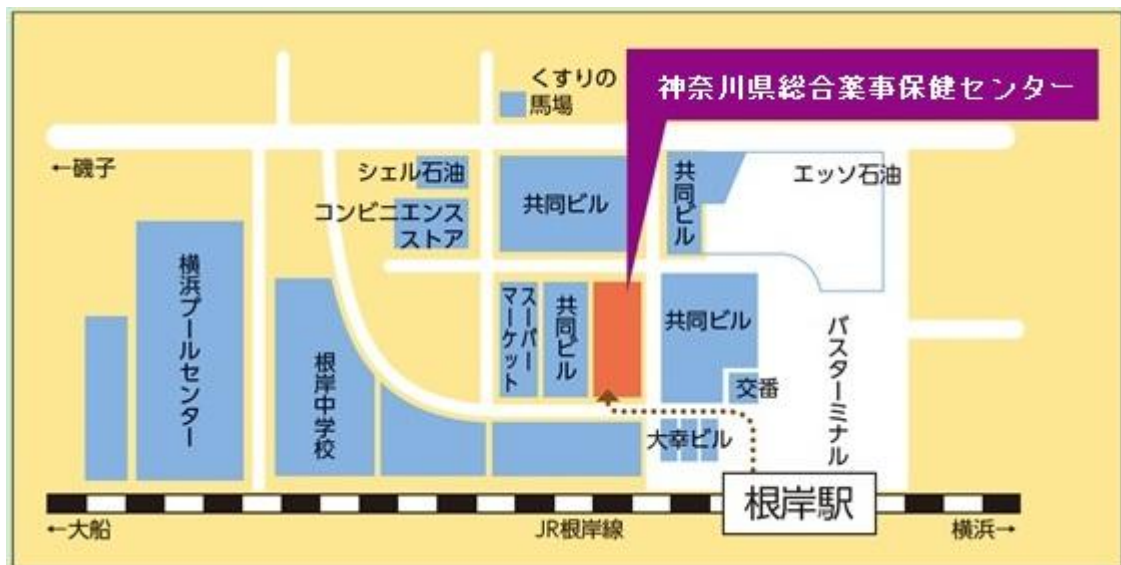 くすりの
馬場
神奈川県総合薬事保健センター
←磯子
シェル石油
コンビニエンス
ストア
共同ビル
共同ビル
エッソ石油
横浜プールセンター
根岸中学校
スーパー
マーケット
共同ビル
共同ビル
交番
バスターミナル
大幸ビル
根岸駅
←大船
JR根岸線
横浜→